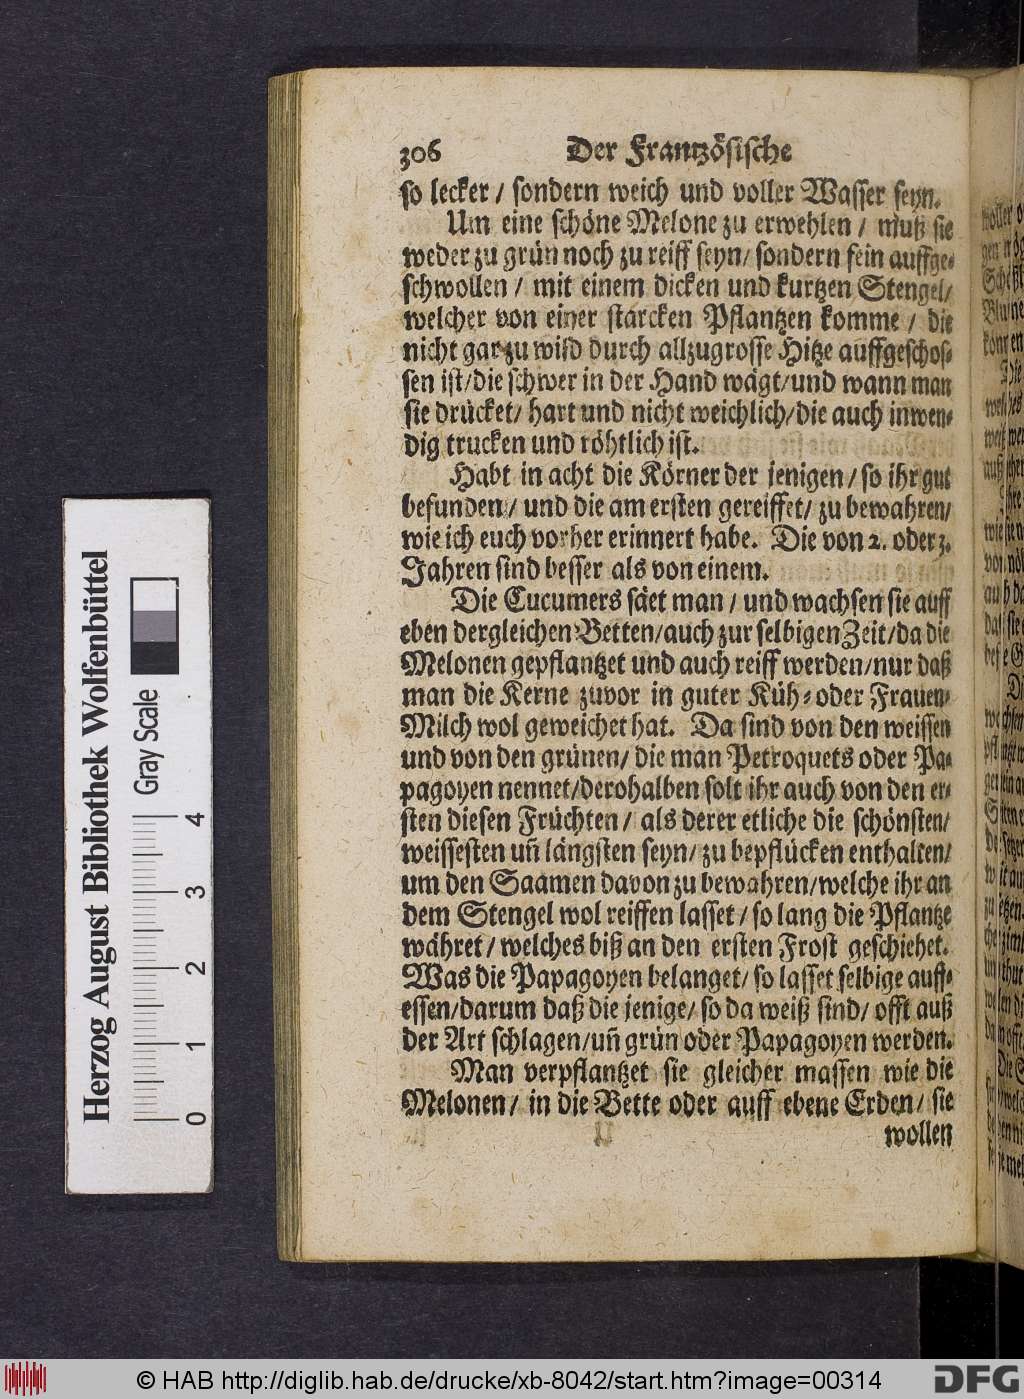 306 Der Frantzösische
so lecker / sondern weich und voller Wasser seyn.
Um eine schöne Melone zu erwehlen / muß sie
weder zu grün noch zu reiff seyn / sondern fein auffge-
schwollen / mit einem dicken und kurtzen Stengel /
welcher von einer starcken Pflantzen komme / die
nicht gar zu wild durch allzugrosse Hitze auffgeschos-
sen ist / die schwer in der Hand wägt / und wann man
sie drücket / hart und nicht weichlich / die auch inwen-
dig trucken und röhtlich ist.
Habt in acht die Körner der jenigen / so ihr gut
befunden / und die am ersten gereiffet / zu bewahren /
wie ich euch vorher erinnert habe. Die von 2. oder 3.
Jahren sind besser als von einem.
Die Cucumers säet man / und wachsen sie auff
eben dergleichen Betten / auch zur selbigen Zeit / da die
Melonen gepflantzet und auch reiff werden / nur daß
man die Kerne zuvor in guter Küh- oder Frauen-
Milch wol geweichet hat. Da sind von den weissen
und von den grünen / die man Petroquets oder Pa-
pagoyen nennet / derohalben solt ihr auch von den er-
sten diesen Früchten / als derer etliche die schönsten /
weissesten uñ längsten seyn / zu bepflücken enthalten /
um den Saamen davon zu bewahren / welche ihr an
dem Stengel wol reiffen lasset / so lang die Pflantze
währet / welches biß an den ersten Frost geschiehet.
Was die Papagoyen belanget / so lasset selbige auff-
essen / darum daß die jenige / so da weiß sind / offt auß
der Art schlagen / uñ grün oder Papagoyen werden.
Man verpflantzet sie gleicher massen wie die
Melonen / in die Bette oder auff ebene Erden / sie
wollen
Herzog August Bibliothek Wolfenbüttel
Gray Scale
0 1 2 3 4
© HAB http://diglib.hab.de/drucke/xb-8042/start.htm?image=00314
DFG